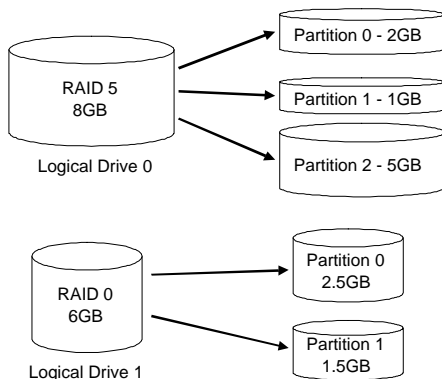 RAID 5
8GB
Logical Drive 0
Partition 0 - 2GB
Partition 1 - 1GB
Partition 2 - 5GB
RAID 0
6GB
Logical Drive 1
Partition 0
2.5GB
Partition 1
1.5GB